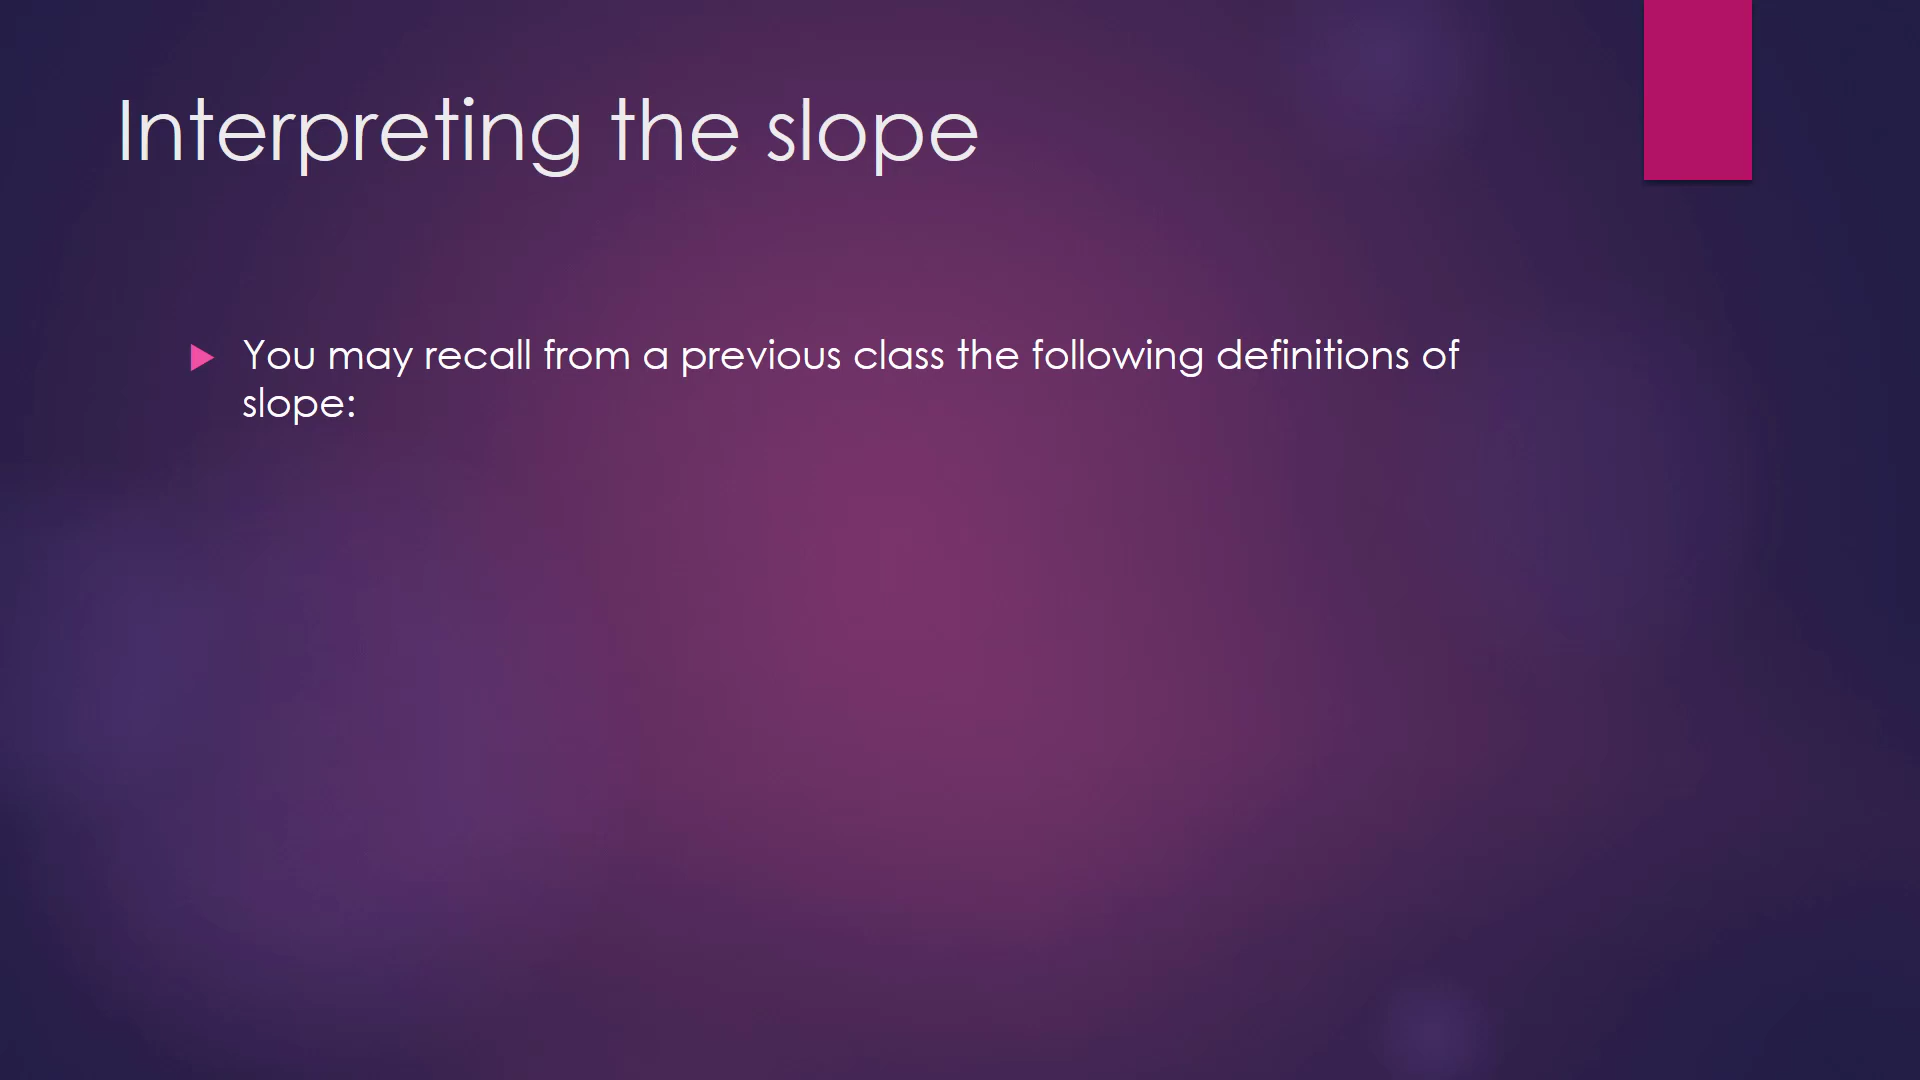 Interpreting the slope
You may recall from a previous class the following definitions of
slope: